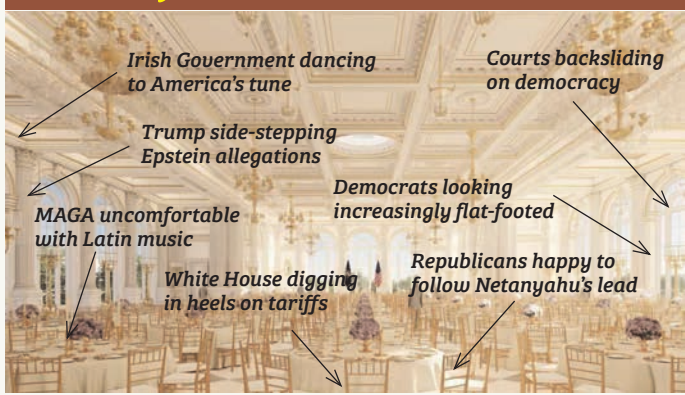 Irish Government dancing
to America's tune
Courts backsliding
on democracy
Trump side-stepping
Epstein allegations
Democrats looking
increasingly flat-footed
MAGA uncomfortable
with Latin music
Republicans happy to
follow Netanyahu's lead
White House digging
in heels on tariffs